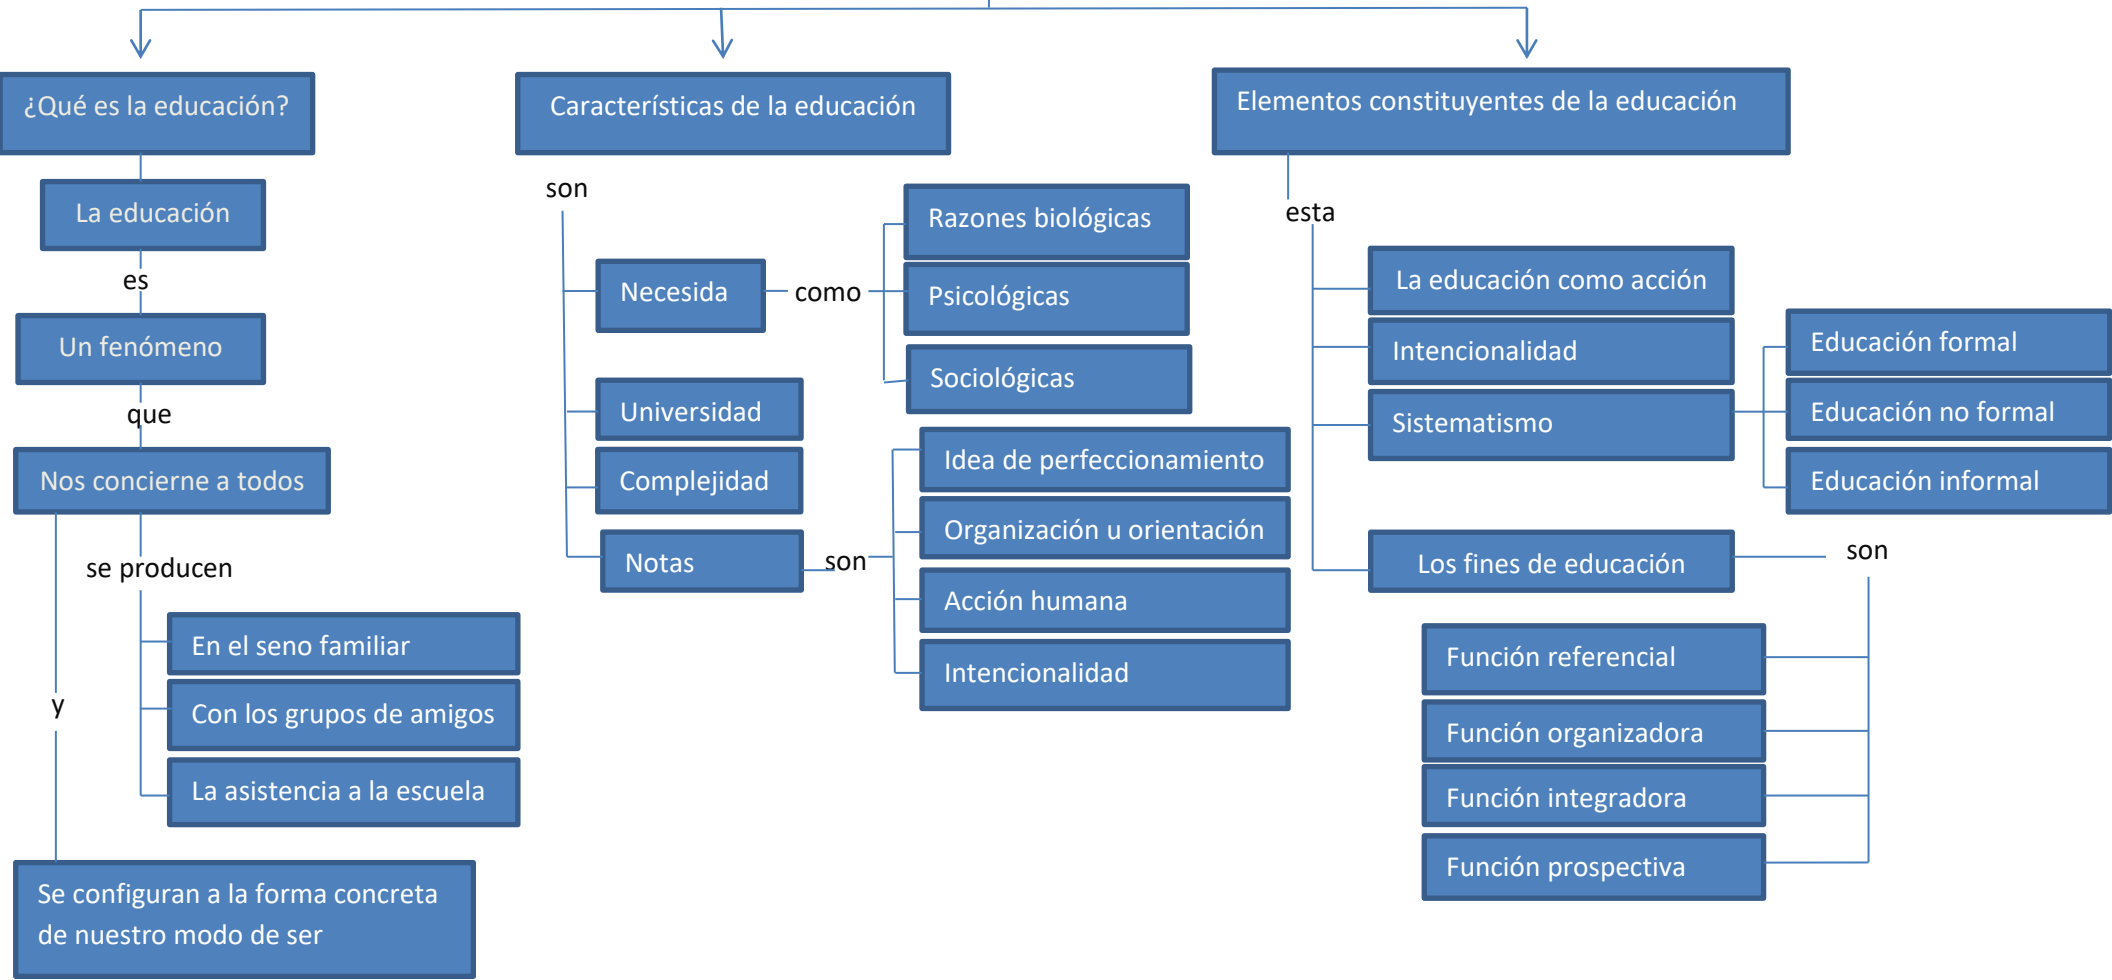 ¿Qué es la educación?
La educación
es
Un fenómeno
que
Nos concierne a todos
se producen
En el seno familiar
Con los grupos de amigos
La asistencia a la escuela
y
Se configuran a la forma concreta
de nuestro modo de ser
Características de la educación
son
Necesida
como
Razones biológicas
Psicológicas
Sociológicas
Universidad
Complejidad
Notas
son
Idea de perfeccionamiento
Organización u orientación
Acción humana
Intencionalidad
Elementos constituyentes de la educación
esta
La educación como acción
Intencionalidad
Sistematismo
Educación formal
Educación no formal
Educación informal
Los fines de educación
son
Función referencial
Función organizadora
Función integradora
Función prospectiva